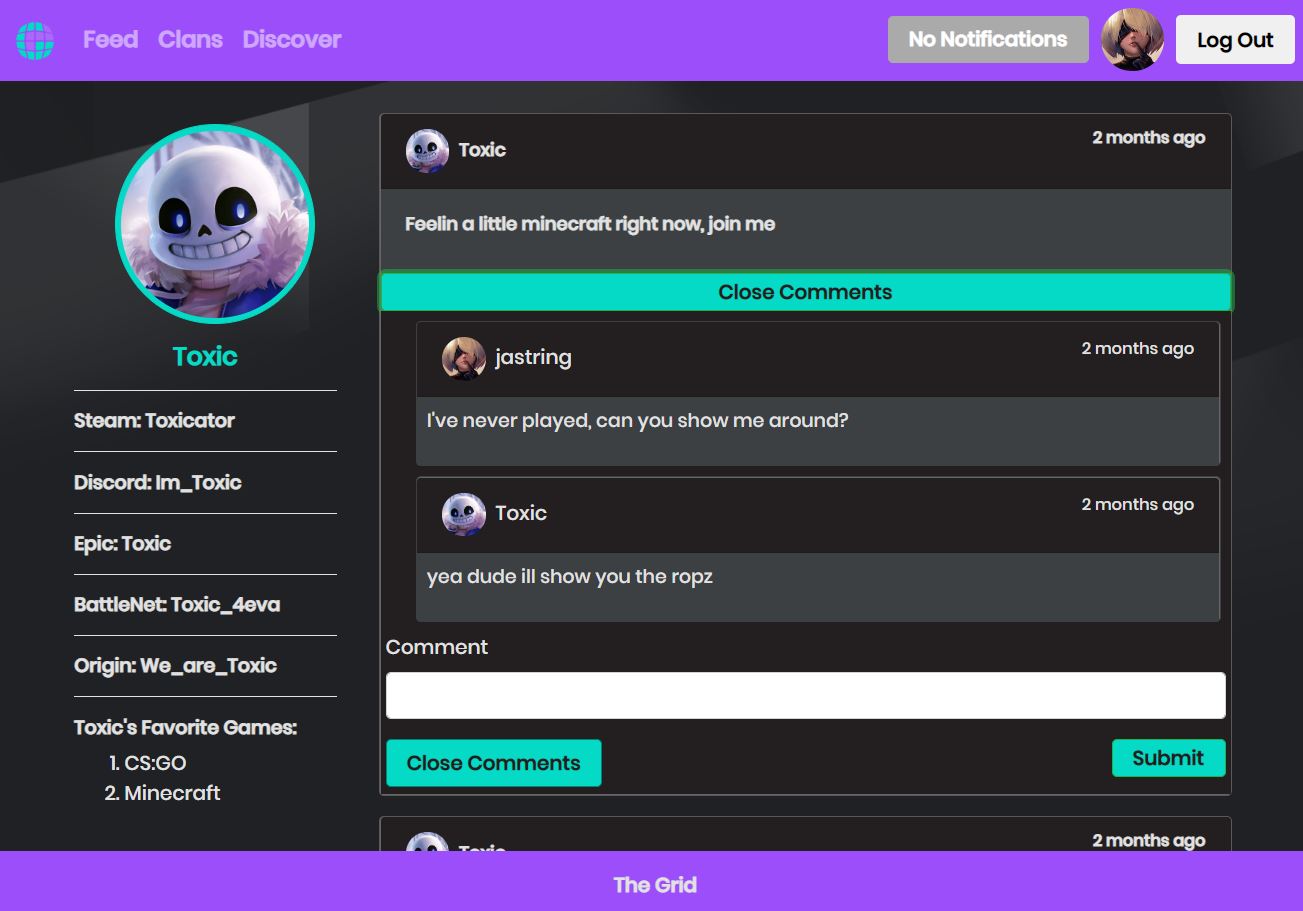 Feed Clans Discover No Notifications Log Out
Toxic
Steam: Toxicator
Discord: Im_Toxic
Epic: Toxic
BattleNet: Toxic_4eva
Origin: We_are_Toxic
Toxic's Favorite Games:
1. CS:GO
2. Minecraft
Toxic 2 months ago
Feelin a little minecraft right now, join me
Close Comments
jastring 2 months ago
I've never played, can you show me around?
Toxic 2 months ago
yea dude ill show you the ropz
Comment
Close Comments Submit
Toxic 2 months ago
The Grid